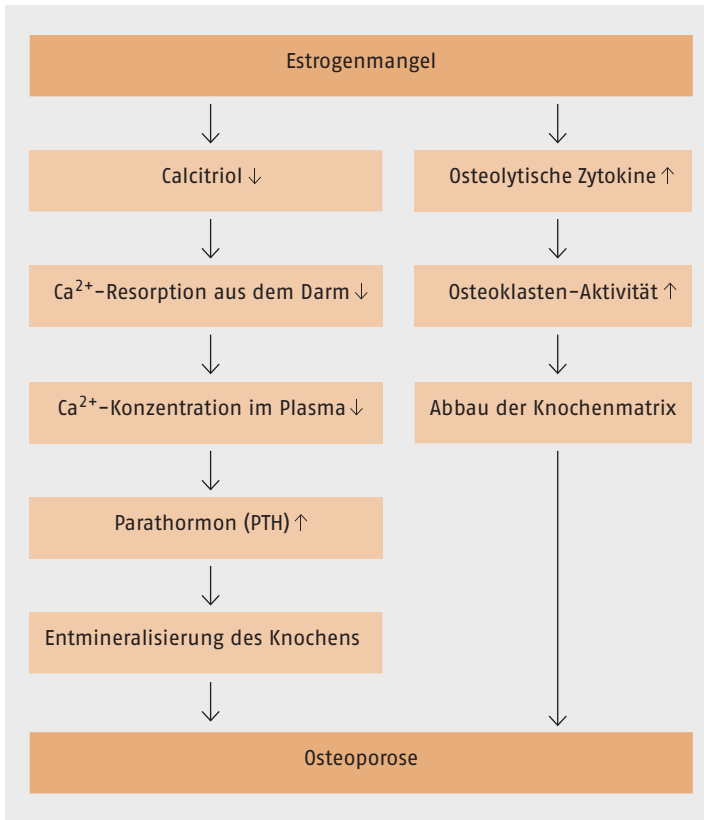 Estrogenmangel
Calcitriol ↓
Ca²⁺-Resorption aus dem Darm ↓
Ca²⁺-Konzentration im Plasma ↓
Parathormon (PTH) ↑
Entmineralisierung des Knochens
Osteolytische Zytokine ↑
Osteoklasten-Aktivität ↑
Abbau der Knochenmatrix
Osteoporose